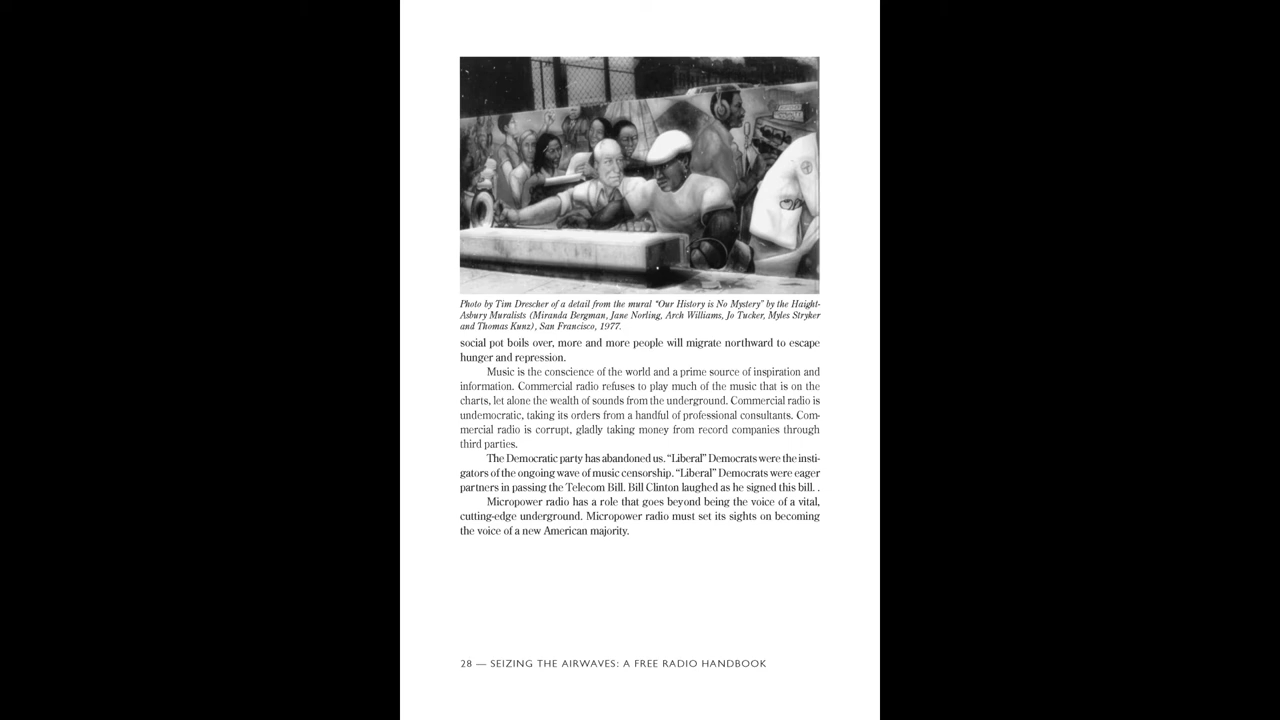 Photo by Tim Drescher of a detail from the mural "Our History is No Mystery" by the Haight-
Asbury Muralists (Miranda Bergman, Jane Norling, Arch Williams, Jo Tucker, Myles Stryker
and Thomas Kunz), San Francisco, 1977.
social pot boils over, more and more people will migrate northward to escape
hunger and repression.
Music is the conscience of the world and a prime source of inspiration and
information. Commercial radio refuses to play much of the music that is on the
charts, let alone the wealth of sounds from the underground. Commercial radio is
undemocratic, taking its orders from a handful of professional consultants. Com-
mercial radio is corrupt, gladly taking money from record companies through
third parties.
The Democratic party has abandoned us. "Liberal" Democrats were the insti-
gators of the ongoing wave of music censorship. "Liberal" Democrats were eager
partners in passing the Telecom Bill. Bill Clinton laughed as he signed this bill. .
Micropower radio has a role that goes beyond being the voice of a vital,
cutting-edge underground. Micropower radio must set its sights on becoming
the voice of a new American majority.
28 — SEIZING THE AIRWAVES: A FREE RADIO HANDBOOK